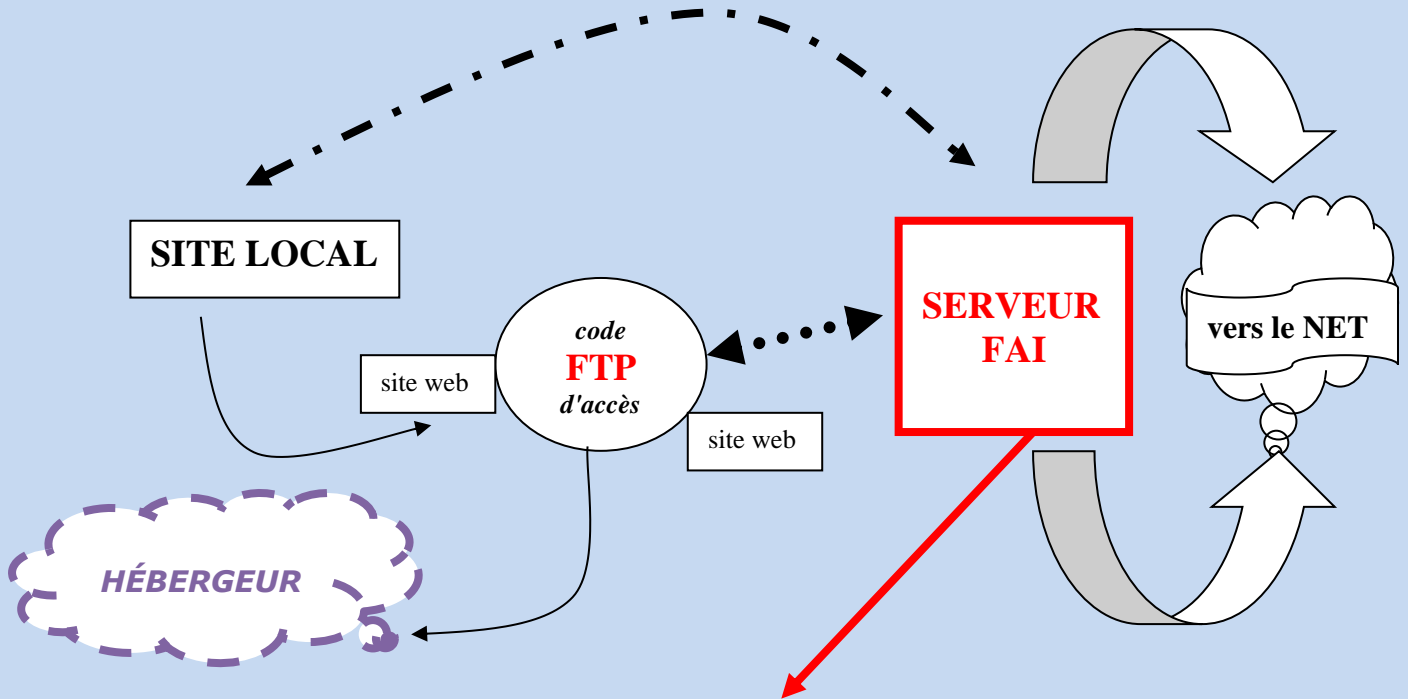 SITE LOCAL
SERVEUR
FAI
vers le NET
code
FTP
d'accès
site web
site web
HÉBERGEUR